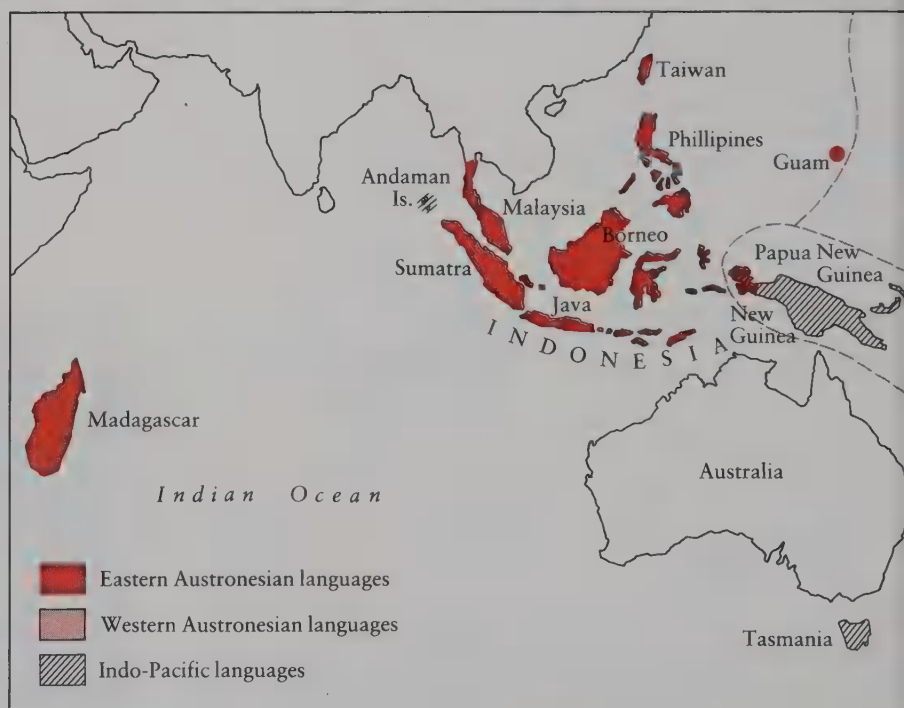 Taiwan
Phillipines
Guam
Andaman
Is.
Malaysia
Borneo
Sumatra
Papua New
Guinea
Java
New
Guinea
INDONESIA
Madagascar
Australia
Indian Ocean
Eastern Austronesian languages
Western Austronesian languages
Tasmania
Indo-Pacific languages